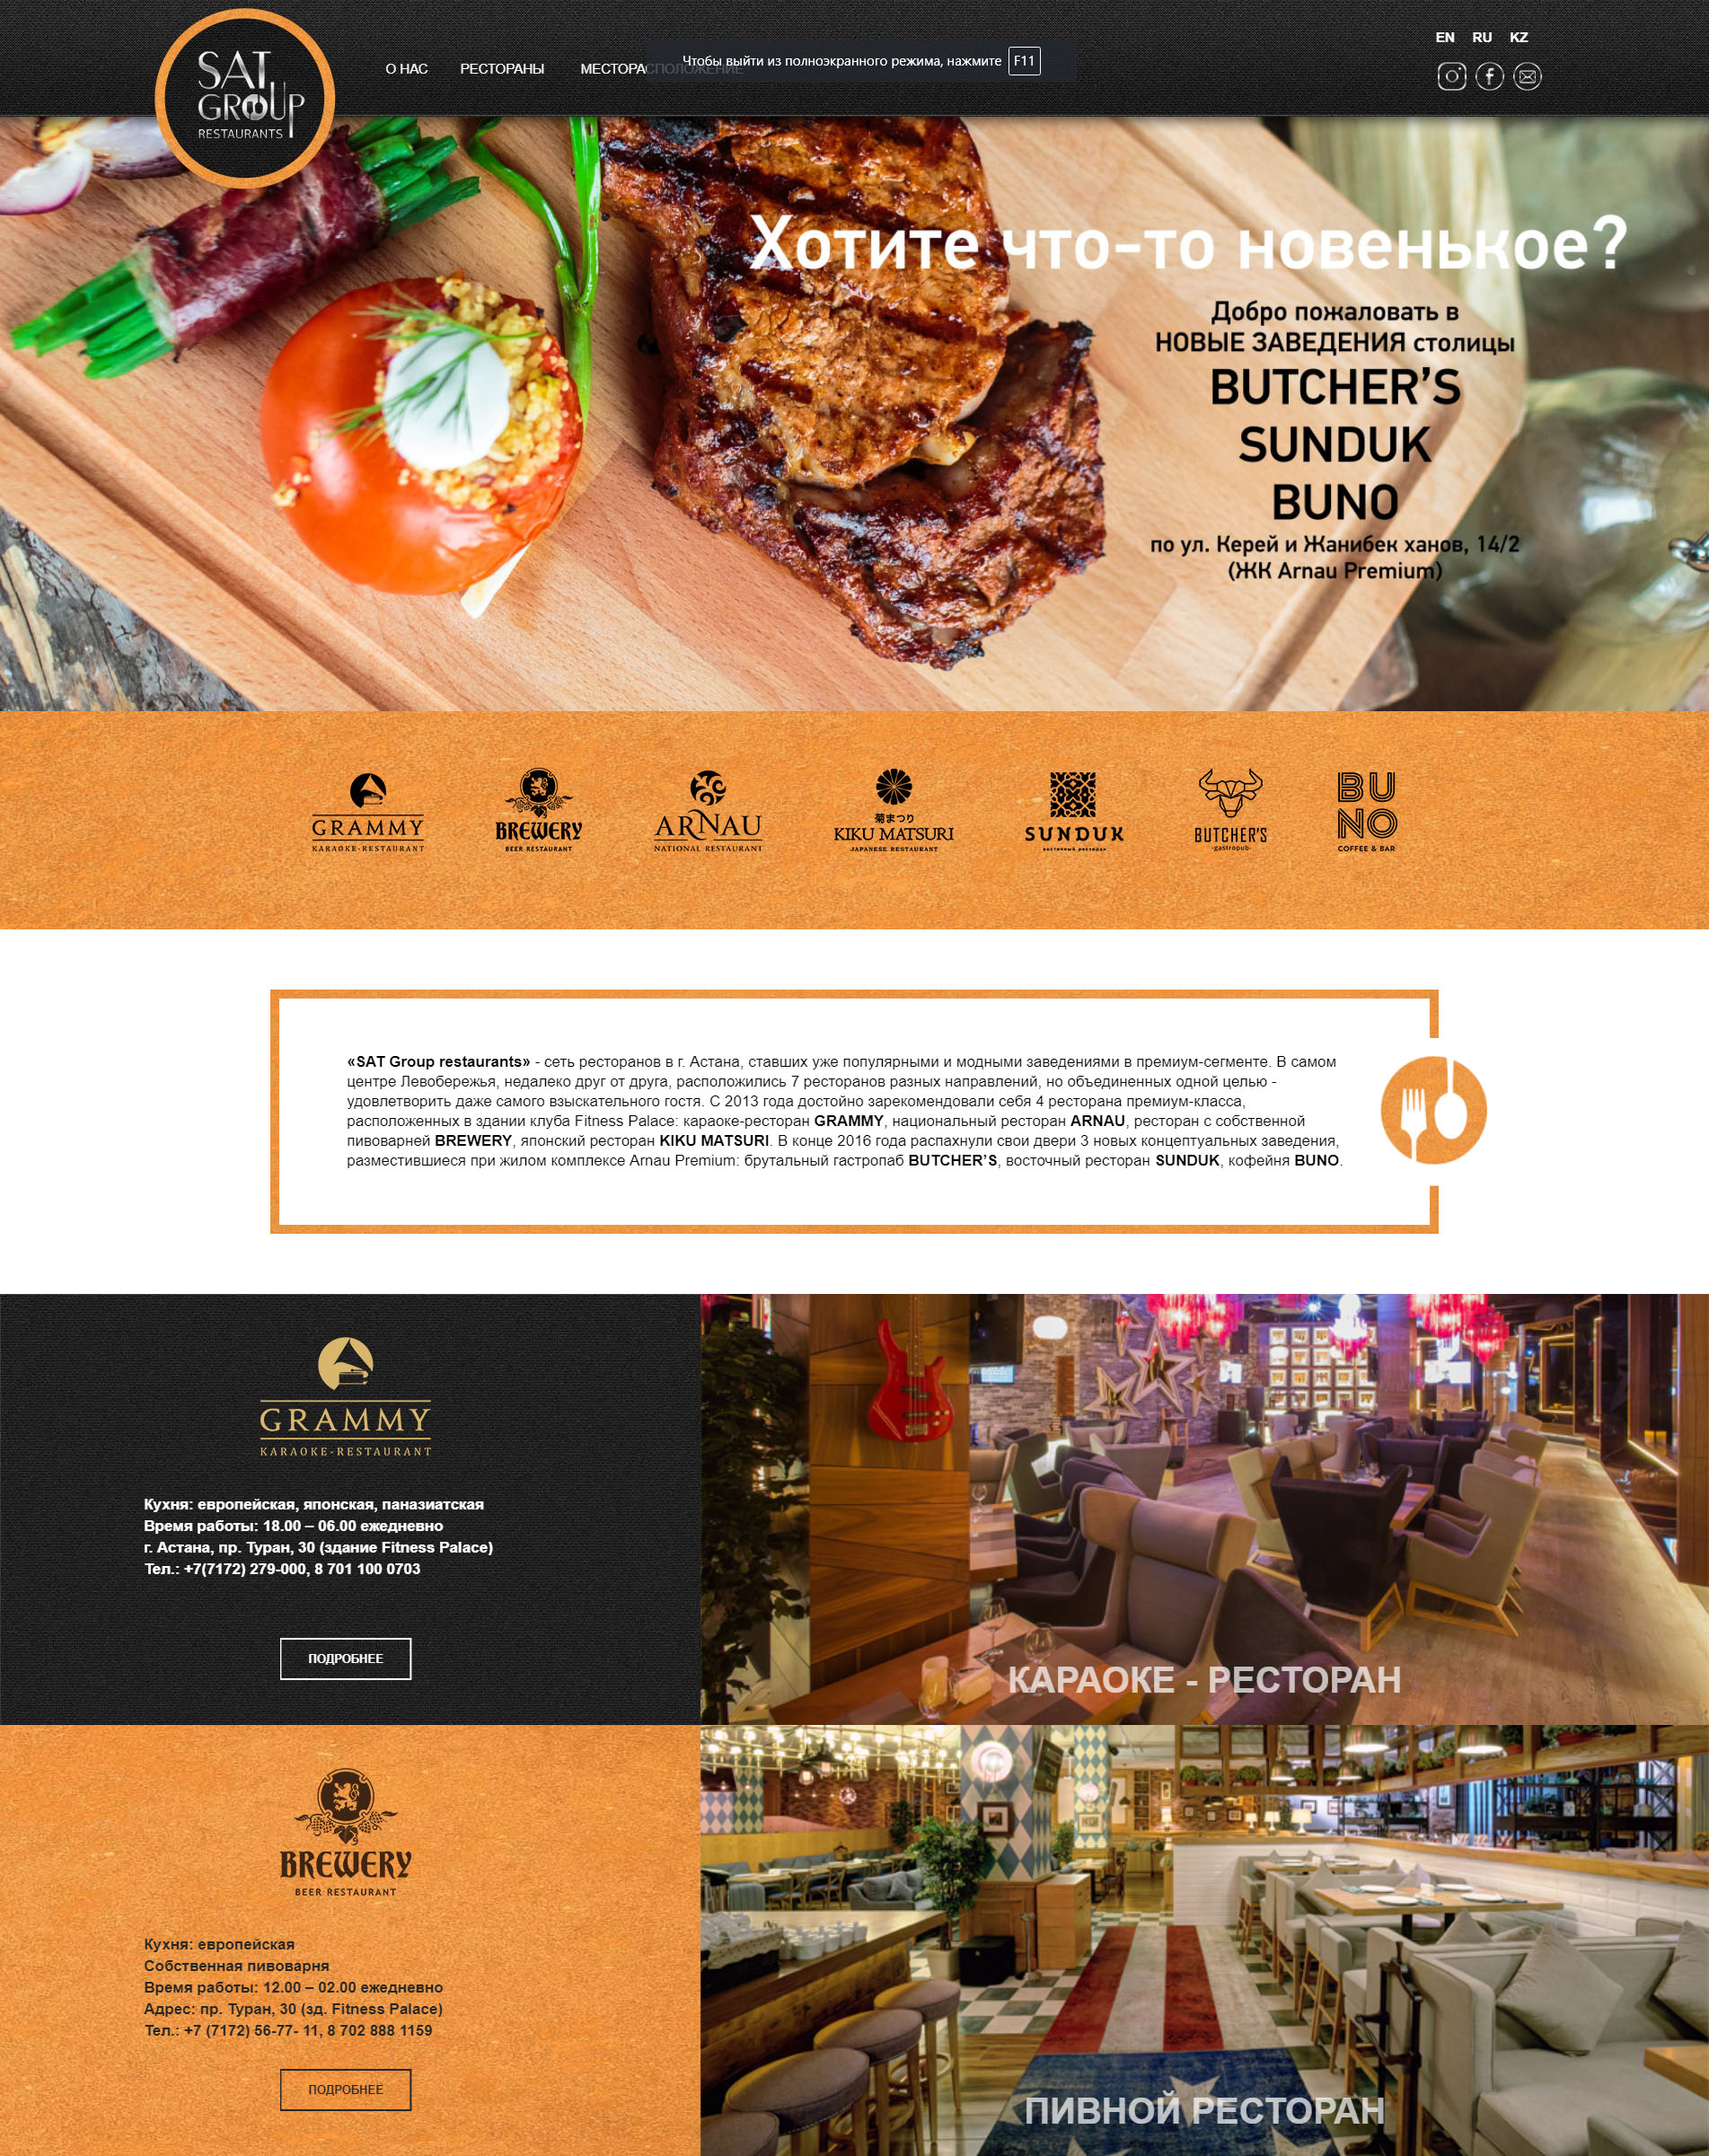 SAT
GROUP
RESTAURANTS
О НАС РЕСТОРАНЫ МЕСТОРАСПОЛОЖЕНИЕ
Чтобы выйти из полноэкранного режима, нажмите F11
EN RU KZ
Хотите что-то новенькое?
Добро пожаловать в
НОВЫЕ ЗАВЕДЕНИЯ столицы
BUTCHER’S
SUNDUK
BUNO
по ул. Керей и Жанибек ханов, 14/2
(ЖК Arnau Premium)
GRAMMY
KARAOKE-RESTAURANT
BREWERY
BEER RESTAURANT
ARNAU
NATIONAL RESTAURANT
菊まつり
KIKU MATSURI
JAPANESE RESTAURANT
SUNDUK
восточный ресторан
BUTCHER'S
-gastropub-
BU
NO
COFFEE & BAR
«SAT Group restaurants» - сеть ресторанов в г. Астана, ставших уже популярными и модными заведениями в премиум-сегменте. В самом
центре Левобережья, недалеко друг от друга, расположились 7 ресторанов разных направлений, но объединенных одной целью -
удовлетворить даже самого взыскательного гостя. С 2013 года достойно зарекомендовали себя 4 ресторана премиум-класса,
расположенных в здании клуба Fitness Palace: караоке-ресторан GRAMMY, национальный ресторан ARNAU, ресторан с собственной
пивоварней BREWERY, японский ресторан KIKU MATSURI. В конце 2016 года распахнули свои двери 3 новых концептуальных заведения,
разместившиеся при жилом комплексе Arnau Premium: брутальный гастропаб BUTCHER’S, восточный ресторан SUNDUK, кофейня BUNO.
GRAMMY
KARAOKE-RESTAURANT
Кухня: европейская, японская, паназиатская
Время работы: 18.00 – 06.00 ежедневно
г. Астана, пр. Туран, 30 (здание Fitness Palace)
Тел.: +7(7172) 279-000, 8 701 100 0703
ПОДРОБНЕЕ
КАРАОКЕ - РЕСТОРАН
BREWERY
BEER RESTAURANT
Кухня: европейская
Собственная пивоварня
Время работы: 12.00 – 02.00 ежедневно
Адрес: пр. Туран, 30 (зд. Fitness Palace)
Тел.: +7 (7172) 56-77- 11, 8 702 888 1159
ПОДРОБНЕЕ
ПИВНОЙ РЕСТОРАН